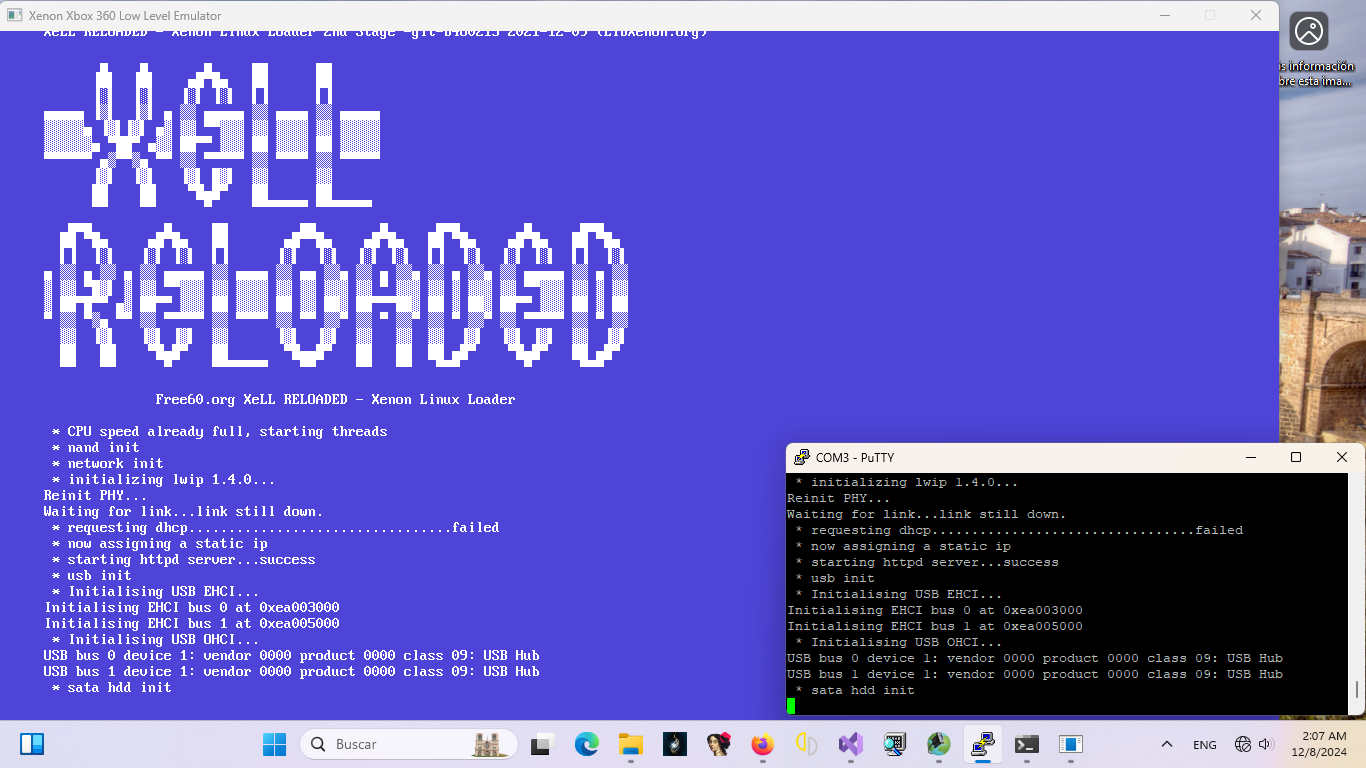 Xenon Xbox 360 Low Level Emulator
XeLL RELOADED - Xenon Linux Loader 2nd Stage -git-
2021-12-05 (LibXenon.org)
XELL
RELOADED
Free60.org XeLL RELOADED - Xenon Linux Loader
* CPU speed already full, starting threads
* nand init
* network init
* initializing lwip 1.4.0...
Reinit PHY...
Waiting for link...link still down.
* requesting dhcp.................................failed
* now assigning a static ip
* starting httpd server...success
* usb init
* Initialising USB EHCI...
Initialising EHCI bus 0 at 0xea003000
Initialising EHCI bus 1 at 0xea005000
* Initialising USB OHCI...
USB bus 0 device 1: vendor 0000 product 0000 class 09: USB Hub
USB bus 1 device 1: vendor 0000 product 0000 class 09: USB Hub
* sata hdd init
información
esta ima...
COM3 - PuTTY
* initializing lwip 1.4.0...
Reinit PHY...
Waiting for link...link still down.
* requesting dhcp.................................failed
* now assigning a static ip
* starting httpd server...success
* usb init
* Initialising USB EHCI...
Initialising EHCI bus 0 at 0xea003000
Initialising EHCI bus 1 at 0xea005000
* Initialising USB OHCI...
USB bus 0 device 1: vendor 0000 product 0000 class 09: USB Hub
USB bus 1 device 1: vendor 0000 product 0000 class 09: USB Hub
* sata hdd init
Buscar
ENG
2:07 AM
12/8/2024